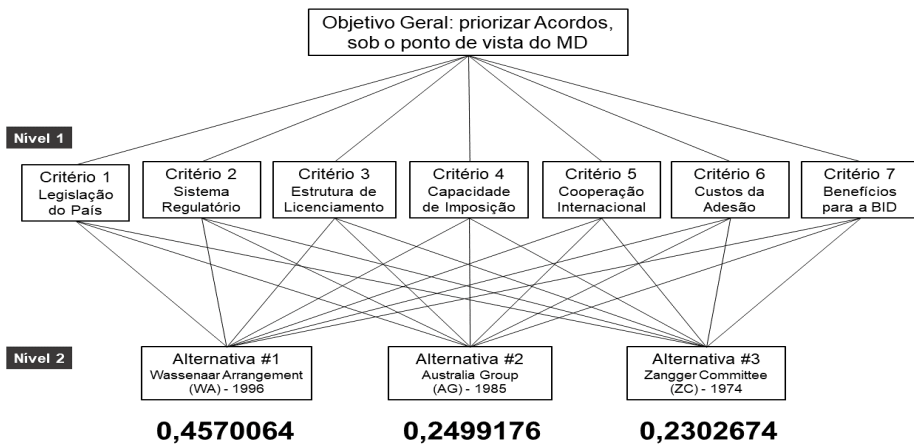 Objetivo Geral: priorizar Acordos,
sob o ponto de vista do MD
Nível 1
Critério 1
Legislação
do País
Critério 2
Sistema
Regulatório
Critério 3
Estrutura de
Licenciamento
Critério 4
Capacidade
de Imposição
Critério 5
Cooperação
Internacional
Critério 6
Custos da
Adesão
Critério 7
Benefícios
para a BID
Nível 2
Alternativa #1
Wassenaar Arrangement
(WA) - 1996
Alternativa #2
Australia Group
(AG) - 1985
Alternativa #3
Zangger Committee
(ZC) - 1974
0,4570064
0,2499176
0,2302674